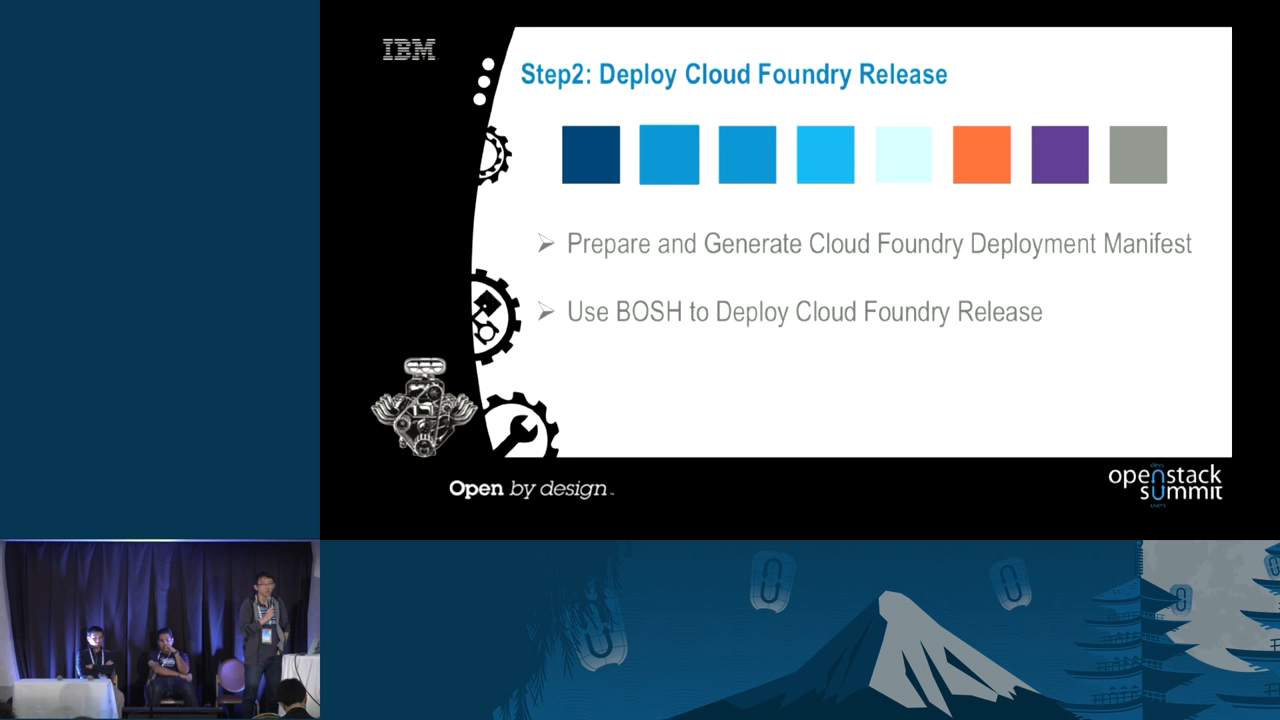 IBM
Step2: Deploy Cloud Foundry Release
➢ Prepare and Generate Cloud Foundry Deployment Manifest
➢ Use BOSH to Deploy Cloud Foundry Release
Open by design™
openstack
summit